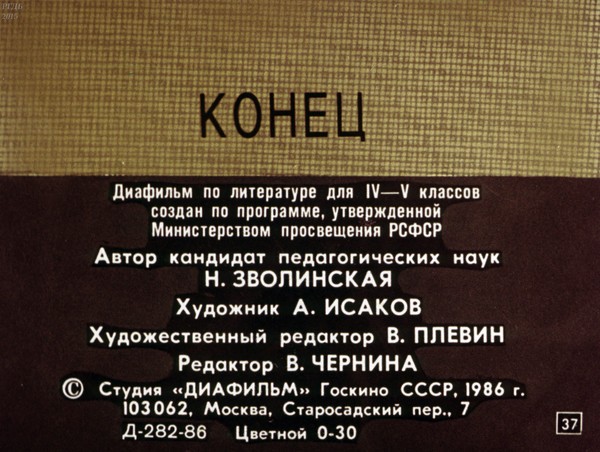 РГДБ
2015
КОНЕЦ
Диафильм по литературе для IV—V классов
создан по программе, утвержденной
Министерством просвещения РСФСР
Автор кандидат педагогических наук
Н. ЗВОЛИНСКАЯ
Художник А. ИСАКОВ
Художественный редактор В. ПЛЕВИН
Редактор В. ЧЕРНИНА
© Студия «ДИАФИЛЬМ» Госкино СССР, 1986 г.
103062, Москва, Старосадский пер., 7
Д-282-86 Цветной 0-30
37